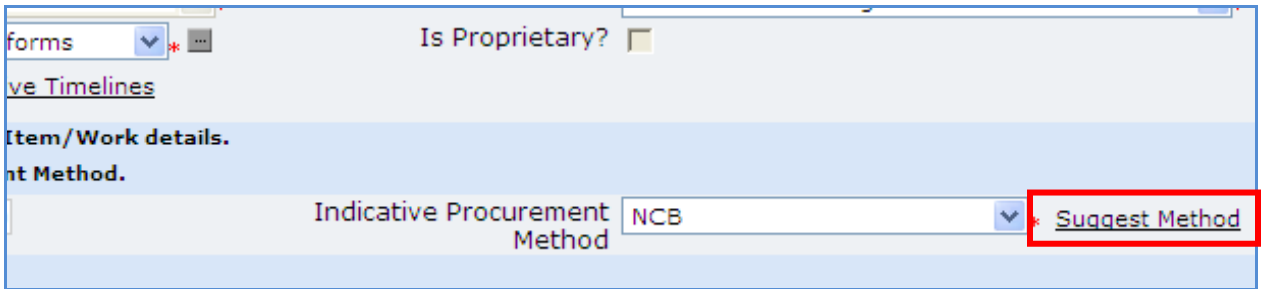 forms * ... Is Proprietary?
ve Timelines
Item/Work details.
nt Method.
Indicative Procurement Method NCB * Suggest Method